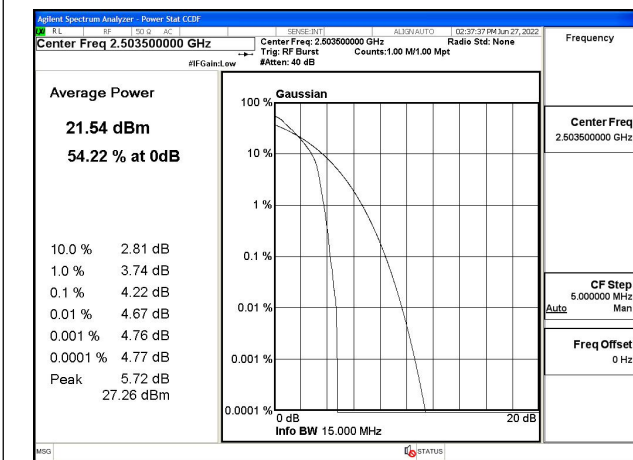 Agilent Spectrum Analyzer - Power Stat CCDF
RL RF 50 Ω AC SENSE:INT ALIGN AUTO 02:37:37 PM Jun 27, 2022
Center Freq 2.503500000 GHz
Center Freq: 2.503500000 GHz Radio Std: None
Trig: RF Burst Counts:1.00 M/1.00 Mpt
#IFGain:Low #Atten: 40 dB
Frequency
Average Power
21.54 dBm
54.22 % at 0dB
10.0 % 2.81 dB
1.0 % 3.74 dB
0.1 % 4.22 dB
0.01 % 4.67 dB
0.001 % 4.76 dB
0.0001 % 4.77 dB
Peak 5.72 dB
27.26 dBm
Gaussian
100 %
10 %
1 %
0.1 %
0.01 %
0.001 %
0.0001 %
0 dB 20 dB
Info BW 15.000 MHz
Center Freq
2.503500000 GHz
CF Step
5.000000 MHz
Auto Man
Freq Offset
0 Hz
MSG STATUS